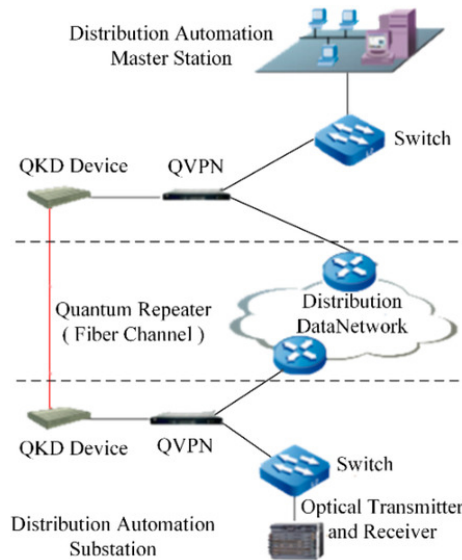 Distribution Automation
Master Station
Switch
QKD Device
QVPN
Quantum Repeater
( Fiber Channel )
Distribution
DataNetwork
QKD Device
QVPN
Switch
Optical Transmitter
and Receiver
Distribution Automation
Substation